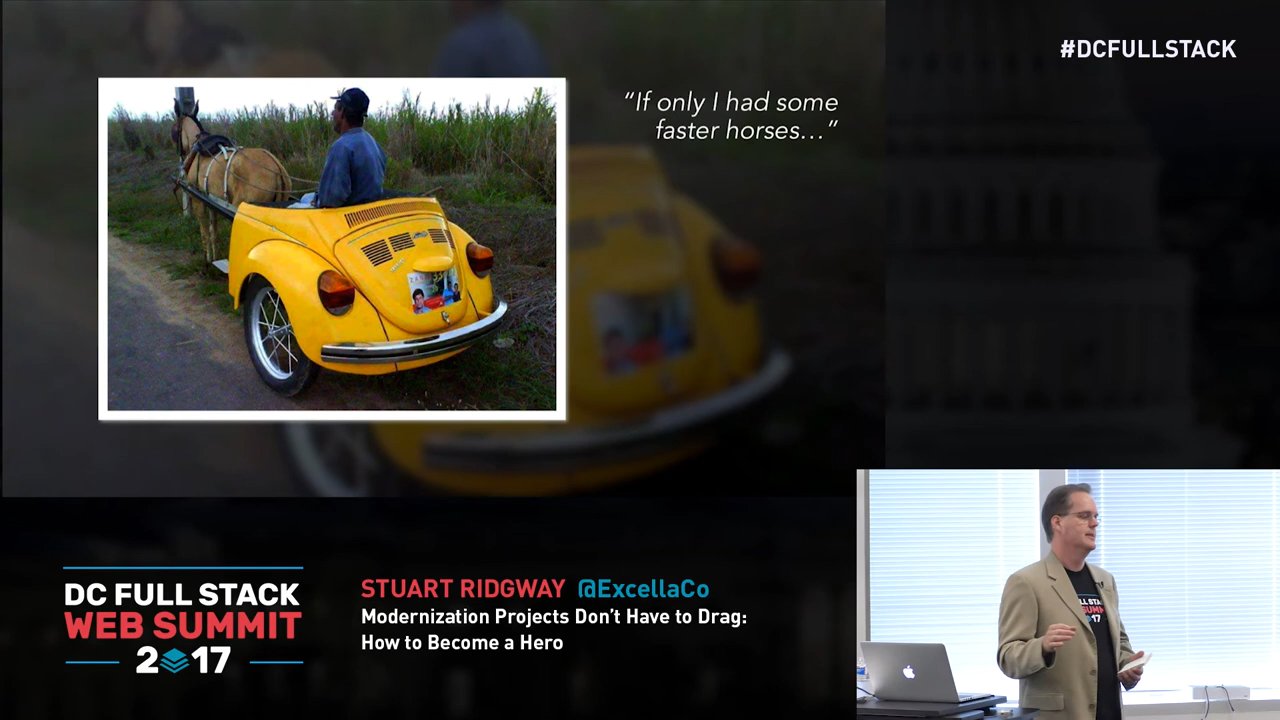 #DCFULLSTACK
“If only I had some
faster horses…”
DC FULL STACK
WEB SUMMIT
2017
STUART RIDGWAY @ExcellaCo
Modernization Projects Don’t Have to Drag:
How to Become a Hero